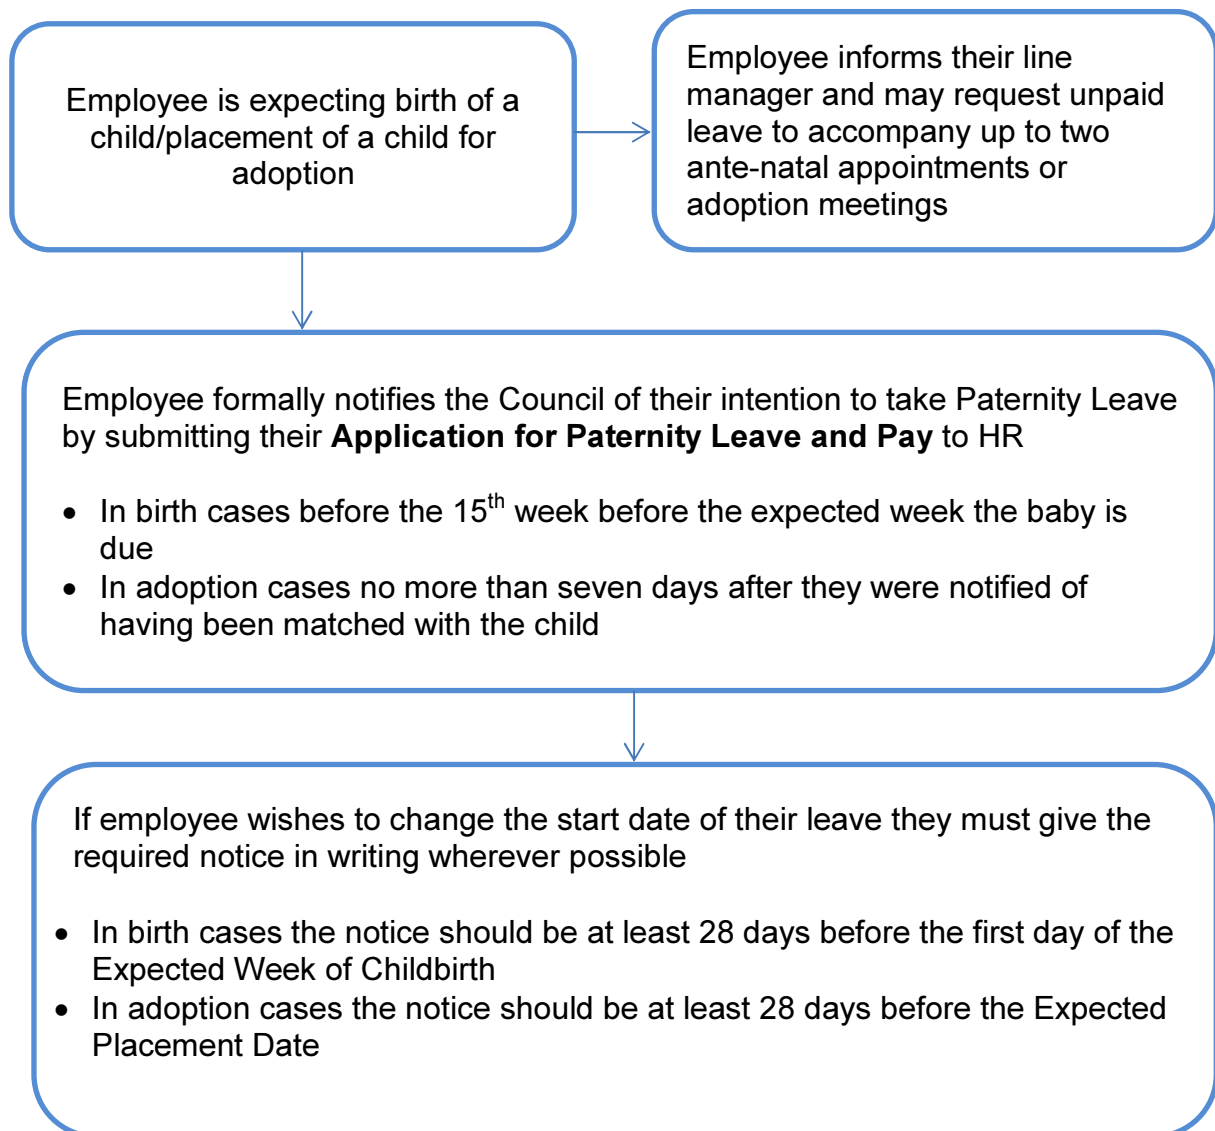 Employee is expecting birth of a
child/placement of a child for
adoption
Employee informs their line
manager and may request unpaid
leave to accompany up to two
ante-natal appointments or
adoption meetings
Employee formally notifies the Council of their intention to take Paternity Leave
by submitting their Application for Paternity Leave and Pay to HR
• In birth cases before the 15th week before the expected week the baby is
due
• In adoption cases no more than seven days after they were notified of
having been matched with the child
If employee wishes to change the start date of their leave they must give the
required notice in writing wherever possible
• In birth cases the notice should be at least 28 days before the first day of the
Expected Week of Childbirth
• In adoption cases the notice should be at least 28 days before the Expected
Placement Date